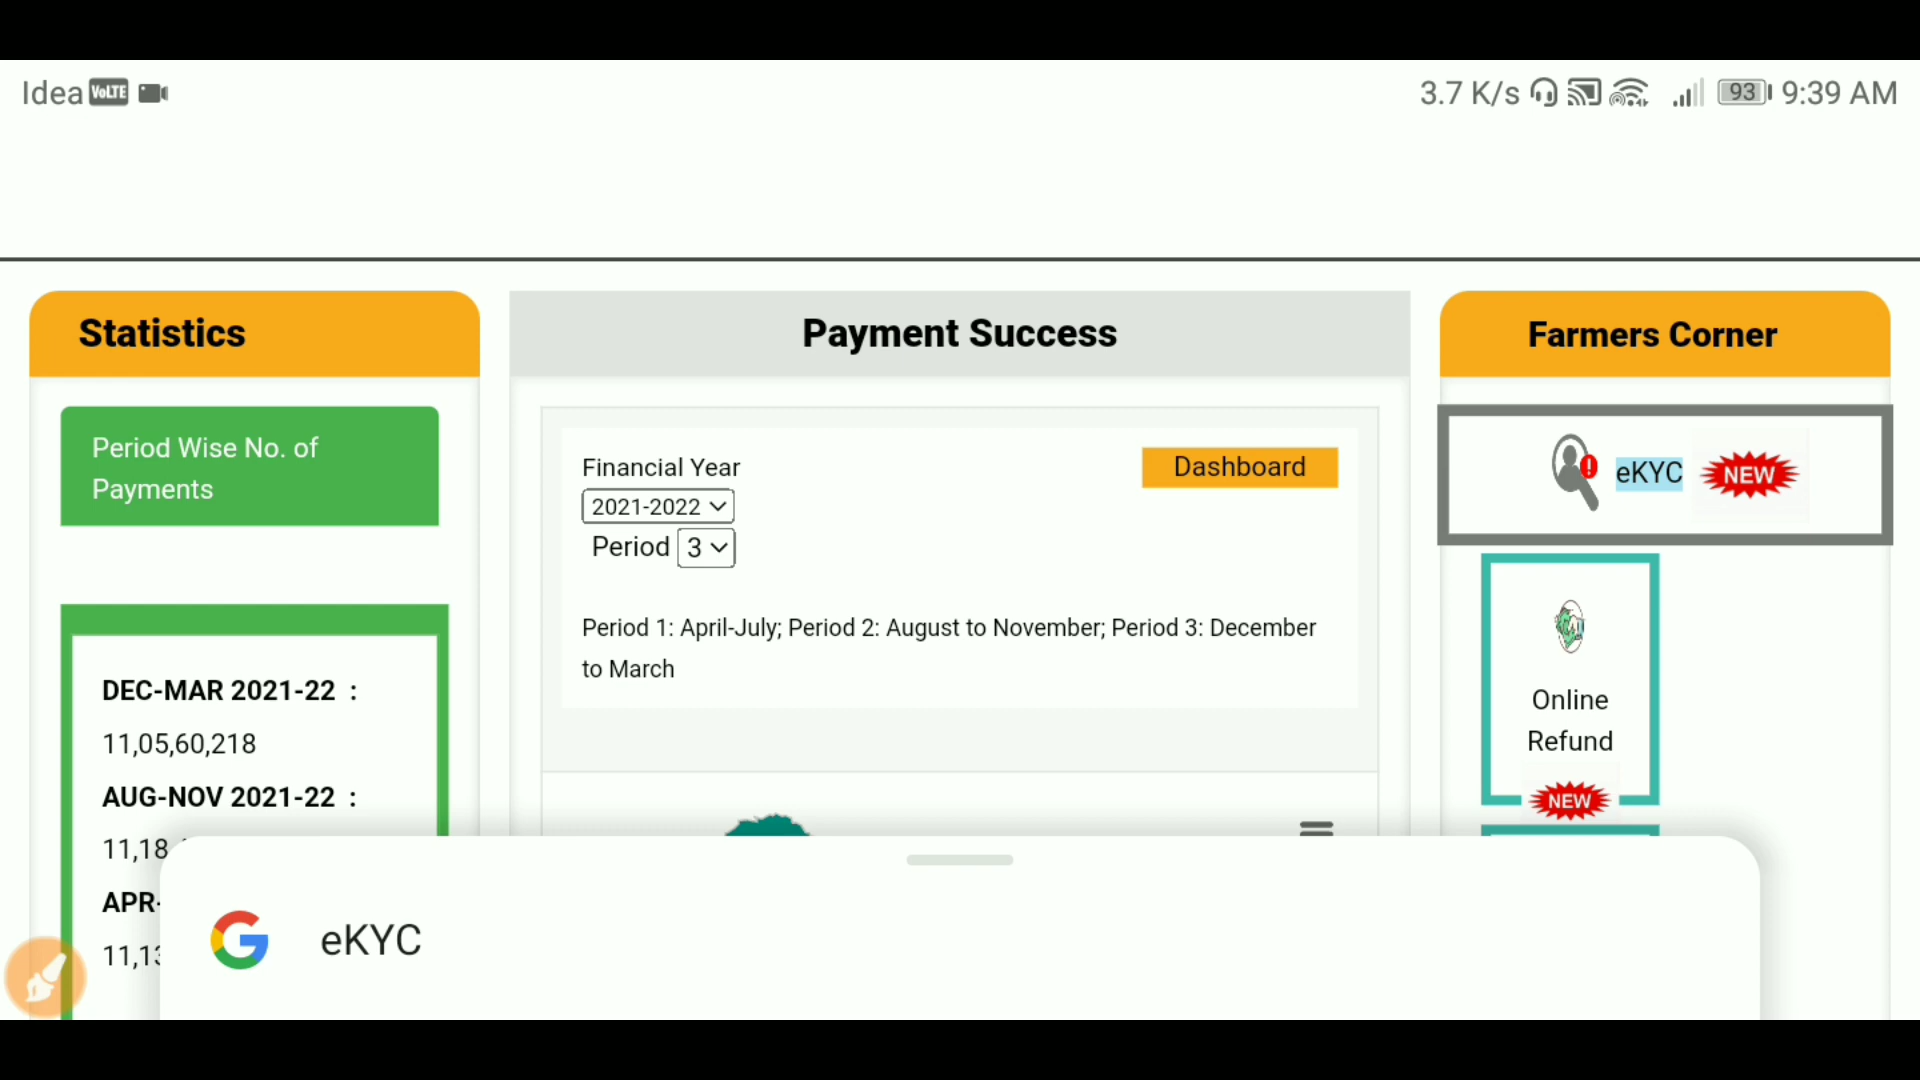 Idea VoLTE
3.7 K/s 93 9:39 AM
Statistics
Period Wise No. of
Payments
DEC-MAR 2021-22 :
11,05,60,218
AUG-NOV 2021-22 :
11,18
APR-
11,13
Payment Success
Financial Year
Dashboard
2021-2022
Period 3
Period 1: April-July; Period 2: August to November; Period 3: December
to March
Farmers Corner
eKYC NEW
Online
Refund
NEW
G eKYC